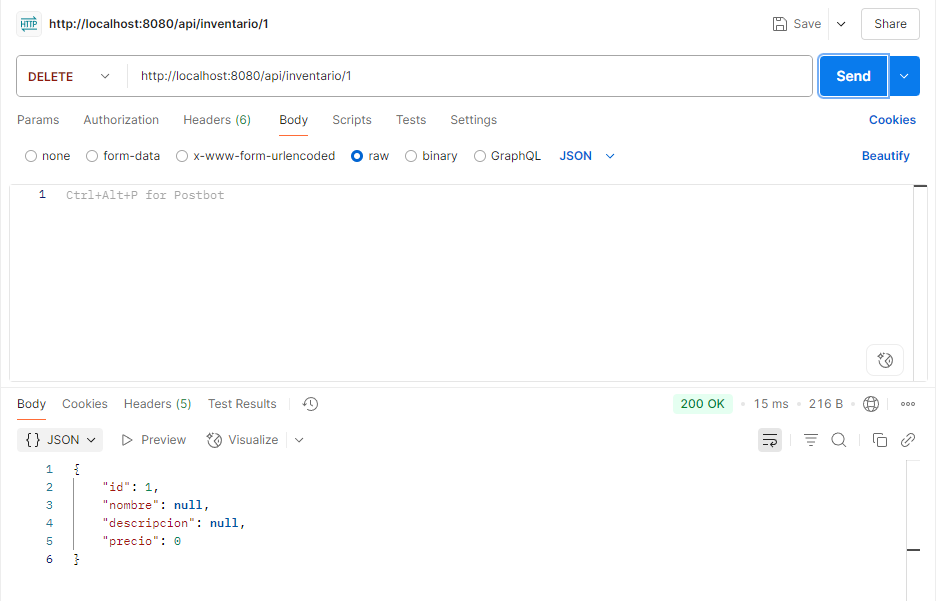 HTTP http://localhost:8080/api/inventario/1 Save Share
DELETE http://localhost:8080/api/inventario/1 Send
Params Authorization Headers (6) Body Scripts Tests Settings Cookies
none form-data x-www-form-urlencoded raw binary GraphQL JSON Beautify
1 Ctrl+Alt+P for Postbot
Body Cookies Headers (5) Test Results 200 OK • 15 ms • 216 B •
{} JSON Preview Visualize
1 {
2 "id": 1,
3 "nombre": null,
4 "descripcion": null,
5 "precio": 0
6 }